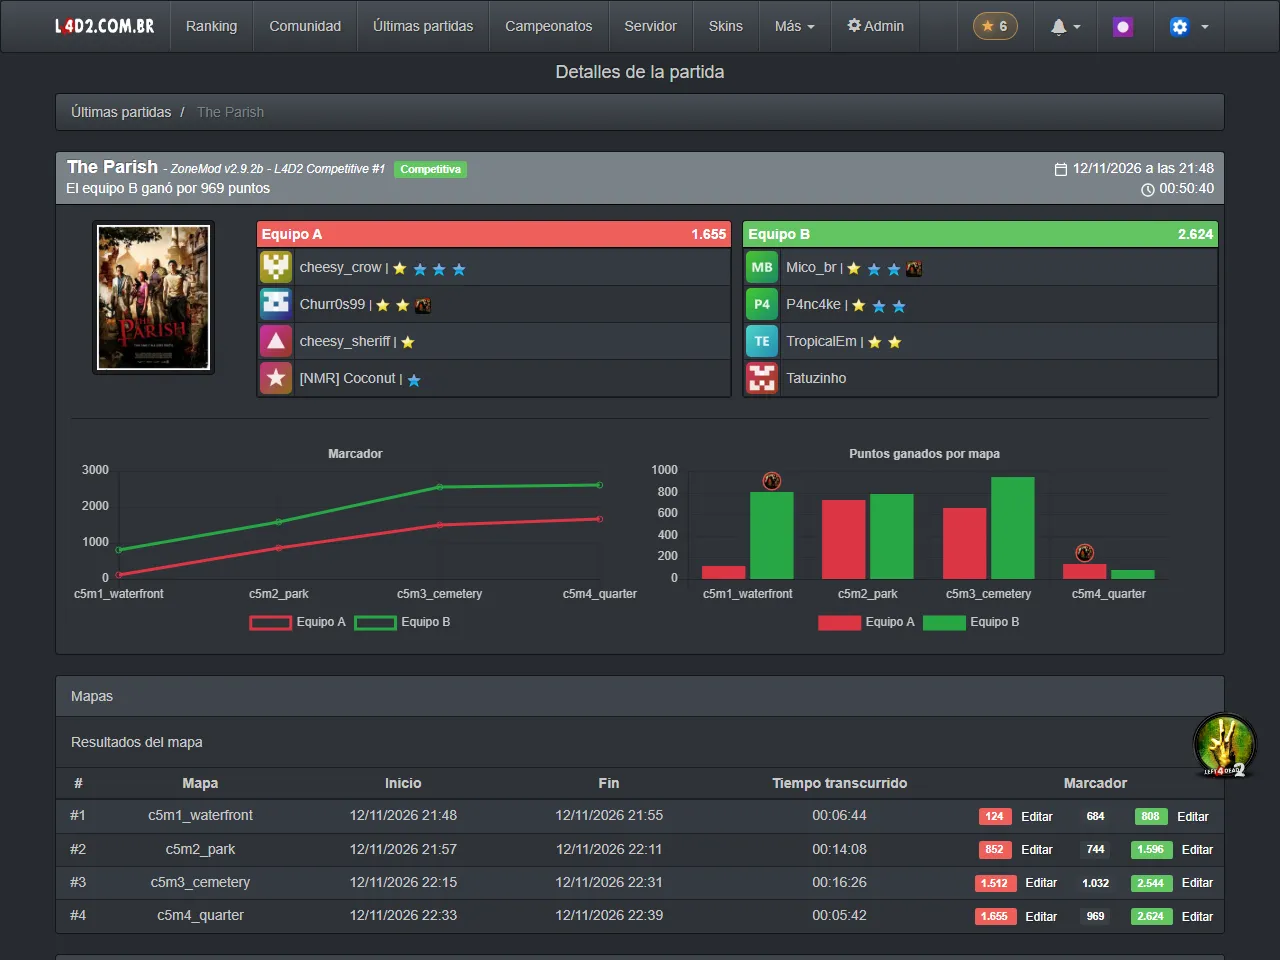 L4D2.COM.BR Ranking Comunidad Últimas partidas Campeonatos Servidor Skins Más Admin 6
Detalles de la partida
Últimas partidas / The Parish
The Parish - ZoneMod v2.9.2b - L4D2 Competitive #1 Competitiva 12/11/2026 a las 21:48
El equipo B ganó por 969 puntos 00:50:40
THE PARISH
Equipo A 1.655
cheesy_crow |
Churr0s99 |
cheesy_sheriff |
[NMR] Coconut |
Equipo B 2.624
MB Mico_br |
P4 P4nc4ke |
TE TropicalEm |
Tatuzinho
Marcador
3000
2000
1000
0
c5m1_waterfront c5m2_park c5m3_cemetery c5m4_quarter
Equipo A Equipo B
Puntos ganados por mapa
1000
800
600
400
200
0
c5m1_waterfront c5m2_park c5m3_cemetery c5m4_quarter
Equipo A Equipo B
Mapas
Resultados del mapa
LEFT 4 DEAD 2
# Mapa Inicio Fin Tiempo transcurrido Marcador
#1 c5m1_waterfront 12/11/2026 21:48 12/11/2026 21:55 00:06:44 124 Editar 684 808 Editar
#2 c5m2_park 12/11/2026 21:57 12/11/2026 22:11 00:14:08 852 Editar 744 1.596 Editar
#3 c5m3_cemetery 12/11/2026 22:15 12/11/2026 22:31 00:16:26 1.512 Editar 1.032 2.544 Editar
#4 c5m4_quarter 12/11/2026 22:33 12/11/2026 22:39 00:05:42 1.655 Editar 969 2.624 Editar